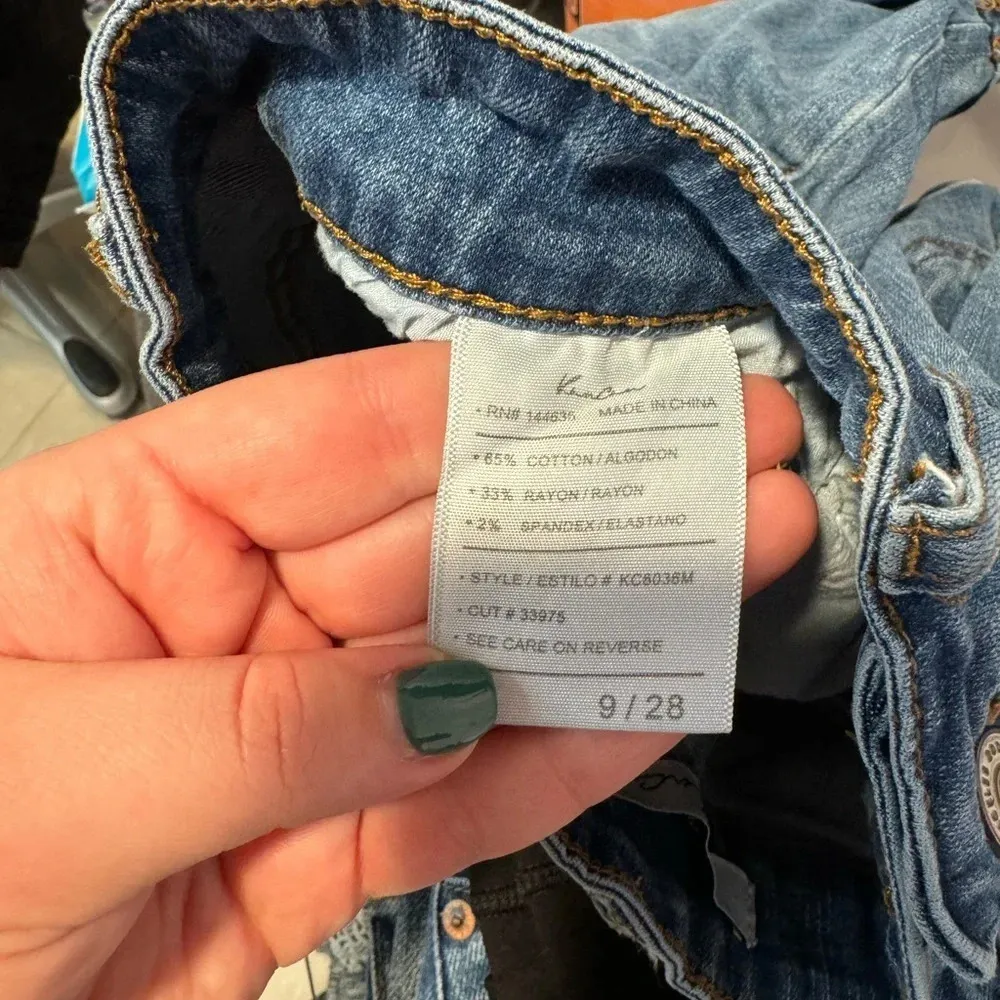 KanCan
• RN# 144635 MADE IN CHINA
• 65% COTTON / ALGODON
• 33% RAYON / RAYON
• 2% SPANDEX / ELASTANO
• STYLE / ESTILO # KC8036M
• CUT # 33975
• SEE CARE ON REVERSE
9 / 28